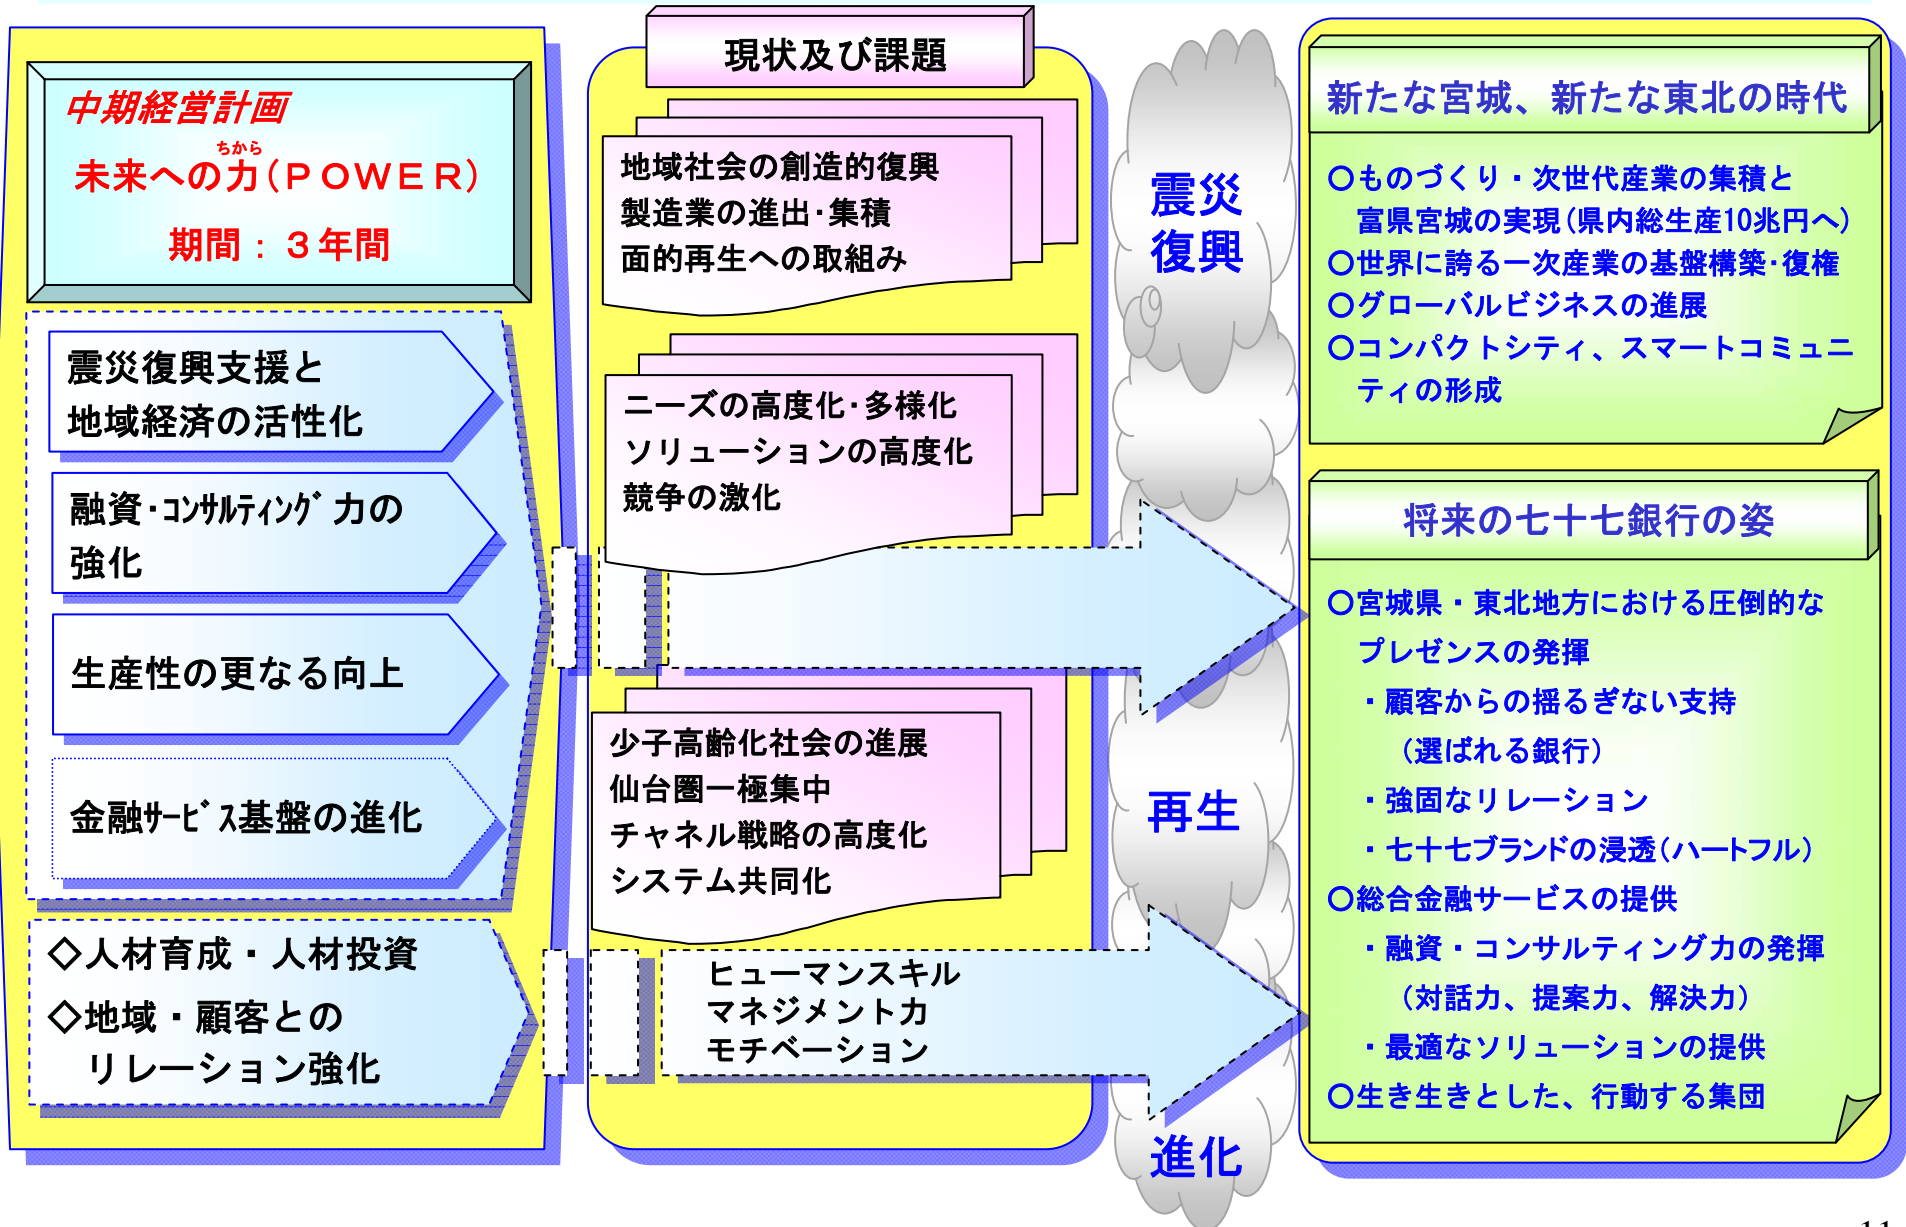 中期経営計画
ちから
未来への力(POWER)
期間:3年間
震災復興支援と
地域経済の活性化
融資・コンサルティング力の
強化
生産性の更なる向上
金融サービス基盤の進化
◇人材育成・人材投資
◇地域・顧客との
リレーション強化
現状及び課題
地域社会の創造的復興
製造業の進出・集積
面的再生への取組み
ニーズの高度化・多様化
ソリューションの高度化
競争の激化
少子高齢化社会の進展
仙台圏一極集中
チャネル戦略の高度化
システム共同化
ヒューマンスキル
マネジメント力
モチベーション
震災
復興
再生
進化
新たな宮城、新たな東北の時代
○ものづくり・次世代産業の集積と
富県宮城の実現(県内総生産10兆円へ)
○世界に誇る一次産業の基盤構築・復権
○グローバルビジネスの進展
○コンパクトシティ、スマートコミュニ
ティの形成
将来の七十七銀行の姿
○宮城県・東北地方における圧倒的な
プレゼンスの発揮
・顧客からの揺るぎない支持
(選ばれる銀行)
・強固なリレーション
・七十七ブランドの浸透(ハートフル)
○総合金融サービスの提供
・融資・コンサルティング力の発揮
(対話力、提案力、解決力)
・最適なソリューションの提供
○生き生きとした、行動する集団
11